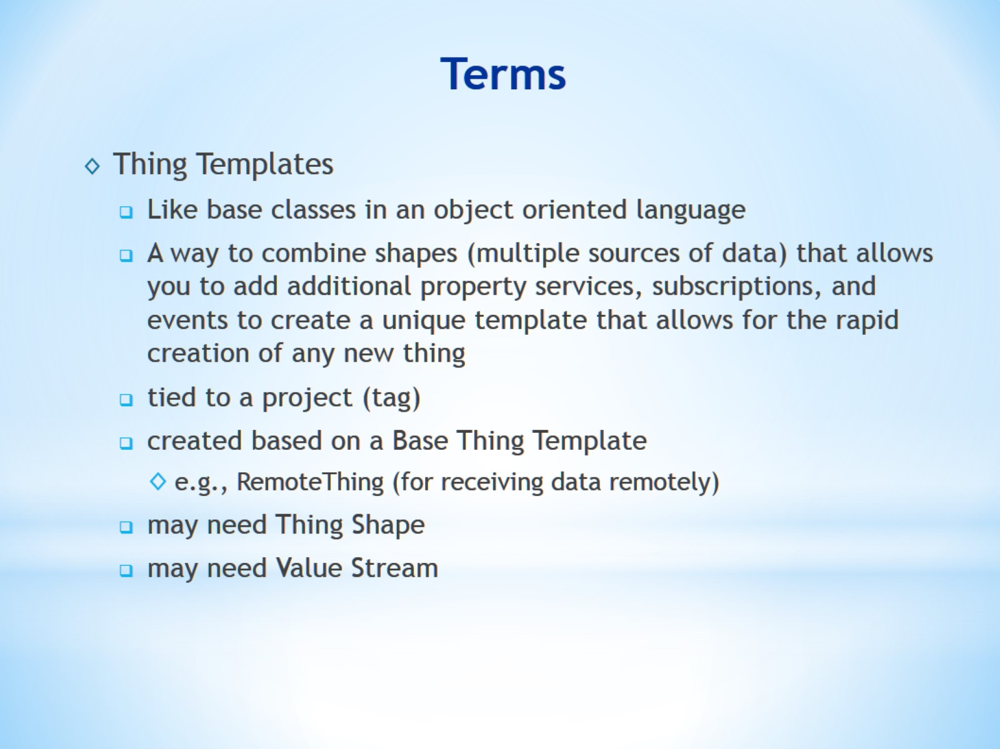 Terms
◇ Thing Templates
❑ Like base classes in an object oriented language
❑ A way to combine shapes (multiple sources of data) that allows
you to add additional property services, subscriptions, and
events to create a unique template that allows for the rapid
creation of any new thing
❑ tied to a project (tag)
❑ created based on a Base Thing Template
◇ e.g., RemoteThing (for receiving data remotely)
❑ may need Thing Shape
❑ may need Value Stream